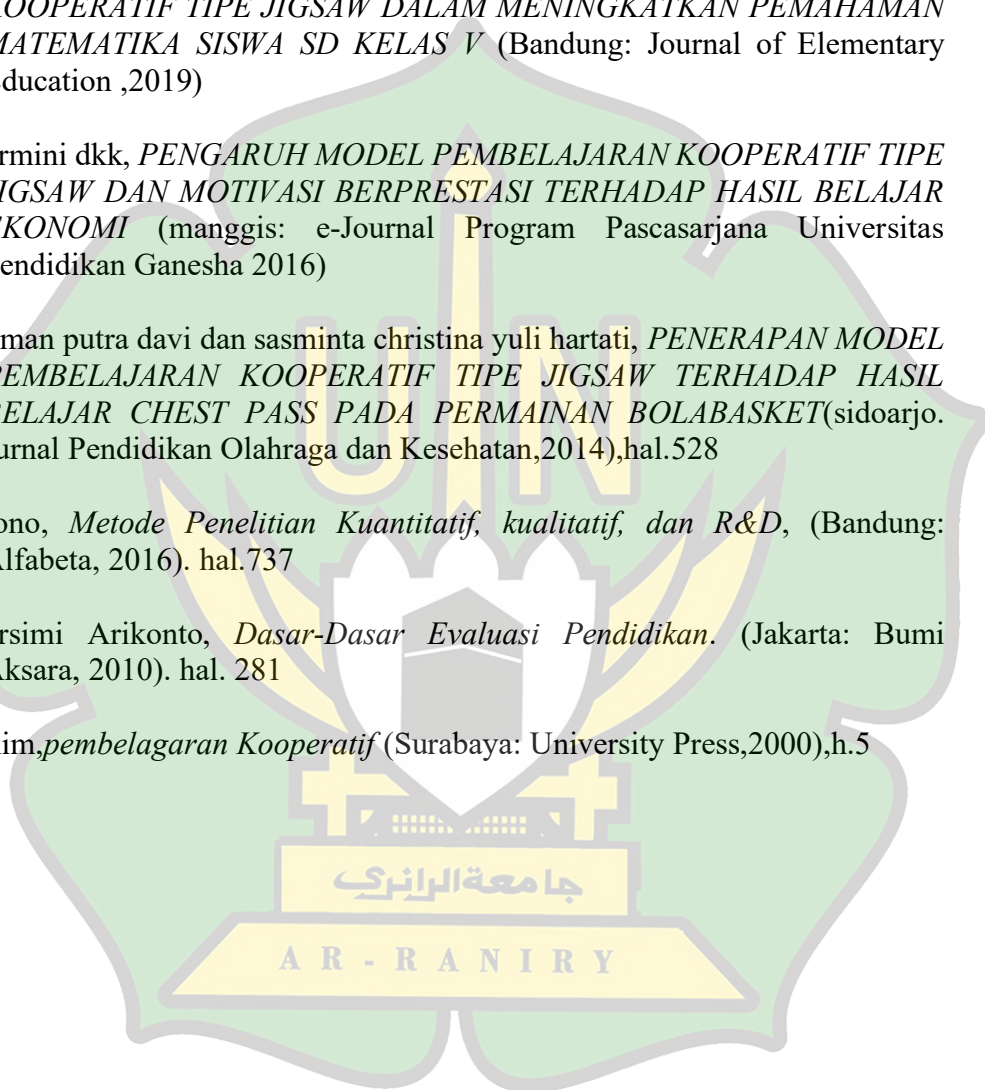 KOOPERATIF TIPE JIGSAW DALAM MENINGKATKAN PEMAHAMAN
MATEMATIKA SISWA SD KELAS V (Bandung: Journal of Elementary
ducation ,2019)
rmini dkk, PENGARUH MODEL PEMBELAJARAN KOOPERATIF TIPE
IGSAW DAN MOTIVASI BERPRESTASI TERHADAP HASIL BELAJAR
EKONOMI (manggis: e-Journal Program Pascasarjana Universitas
endidikan Ganesha 2016)
man putra davi dan sasminta christina yuli hartati, PENERAPAN MODEL
PEMBELAJARAN KOOPERATIF TIPE JIGSAW TERHADAP HASIL
BELAJAR CHEST PASS PADA PERMAINAN BOLABASKET(sidoarjo.
urnal Pendidikan Olahraga dan Kesehatan,2014),hal.528
ono, Metode Penelitian Kuantitatif, kualitatif, dan R&D, (Bandung:
Alfabeta, 2016). hal.737
rsimi Arikonto, Dasar-Dasar Evaluasi Pendidikan. (Jakarta: Bumi
Aksara, 2010). hal. 281
im,pembelagaran Kooperatif (Surabaya: University Press,2000),h.5
UIN
جامعة الرانري
AR-RANIRY